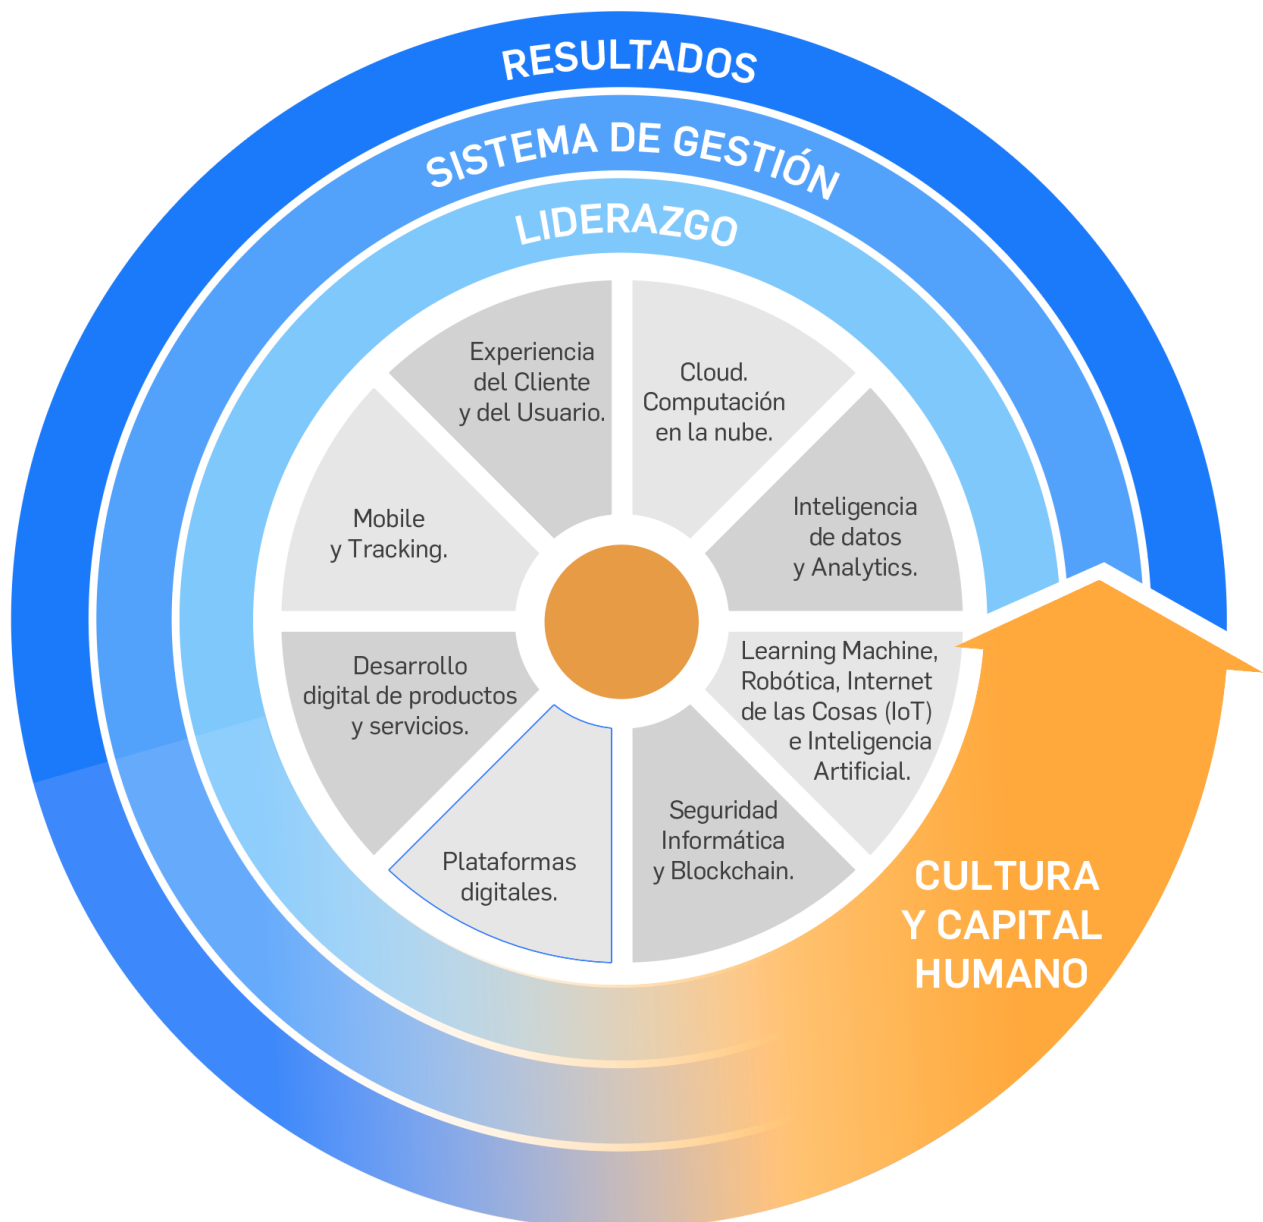 RESULTADOS
SISTEMA DE GESTIÓN
LIDERAZGO
Experiencia
del Cliente
y del Usuario.
Cloud.
Computación
en la nube.
Inteligencia
de datos
y Analytics.
Mobile
y Tracking.
Learning Machine,
Robótica, Internet
de las Cosas (IoT)
e Inteligencia
Artificial.
Desarrollo
digital de productos
y servicios.
Seguridad
Informática
y Blockchain.
Plataformas
digitales.
CULTURA
Y CAPITAL
HUMANO